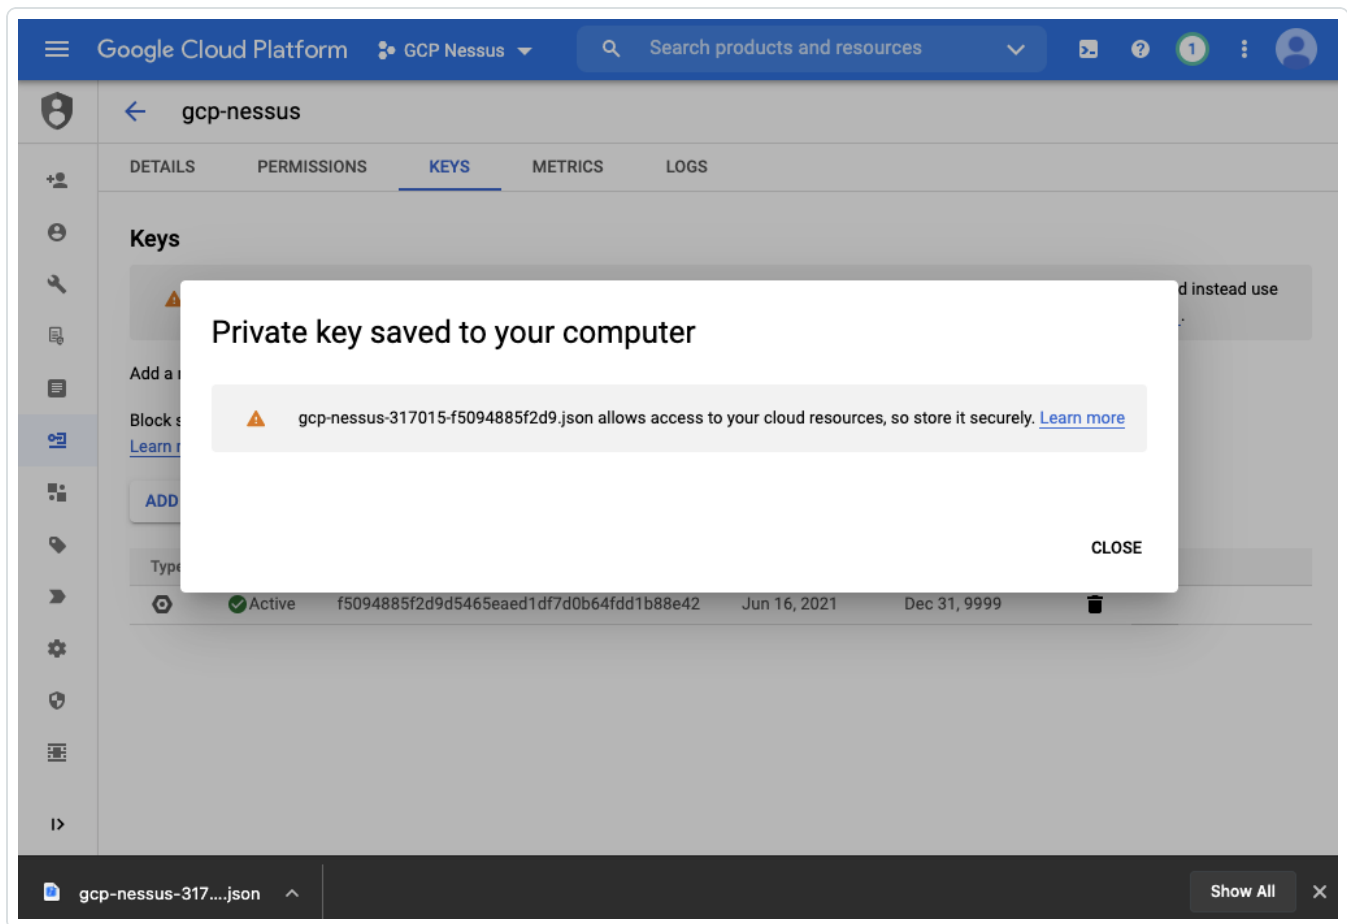 Google Cloud Platform GCP Nessus Search products and resources 1
gcp-nessus
DETAILS PERMISSIONS KEYS METRICS LOGS
Keys
d instead use
Private key saved to your computer
Add a
gcp-nessus-317015-f5094885f2d9.json allows access to your cloud resources, so store it securely. Learn more
Block
Learn
ADD
CLOSE
Type
Active f5094885f2d9d5465eaed1df7d0b64fdd1b88e42 Jun 16, 2021 Dec 31, 9999
gcp-nessus-317....json Show All